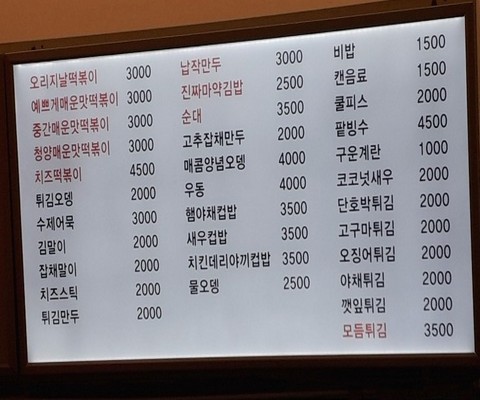 오리지날떡볶이 3000
예쁘게매운맛떡볶이 3000
중간매운맛떡볶이 3000
청양매운맛떡볶이 3000
치즈떡볶이 4500
튀김오뎅 2000
수제어묵 3000
김말이 2000
잡채말이 2000
치즈스틱 2000
튀김만두 2000
납작만두 3000
진짜마약김밥 2500
순대 3500
고추잡채만두 2000
매콤양념오뎅 4000
우동 4000
햄야채컵밥 3500
새우컵밥 3500
치킨데리야끼컵밥 3500
물오뎅 2500
비밥 1500
캔음료 1500
쿨피스 2000
팥빙수 4500
구운계란 1000
코코넛새우 2000
단호박튀김 2000
고구마튀김 2000
오징어튀김 2000
야채튀김 2000
깻잎튀김 2000
모듬튀김 3500